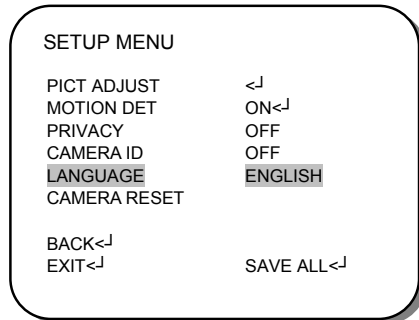 SETUP MENU
PICT ADJUST <┘
MOTION DET ON<┘
PRIVACY OFF
CAMERA ID OFF
LANGUAGE ENGLISH
CAMERA RESET
BACK<┘
EXIT<┘ SAVE ALL<┘